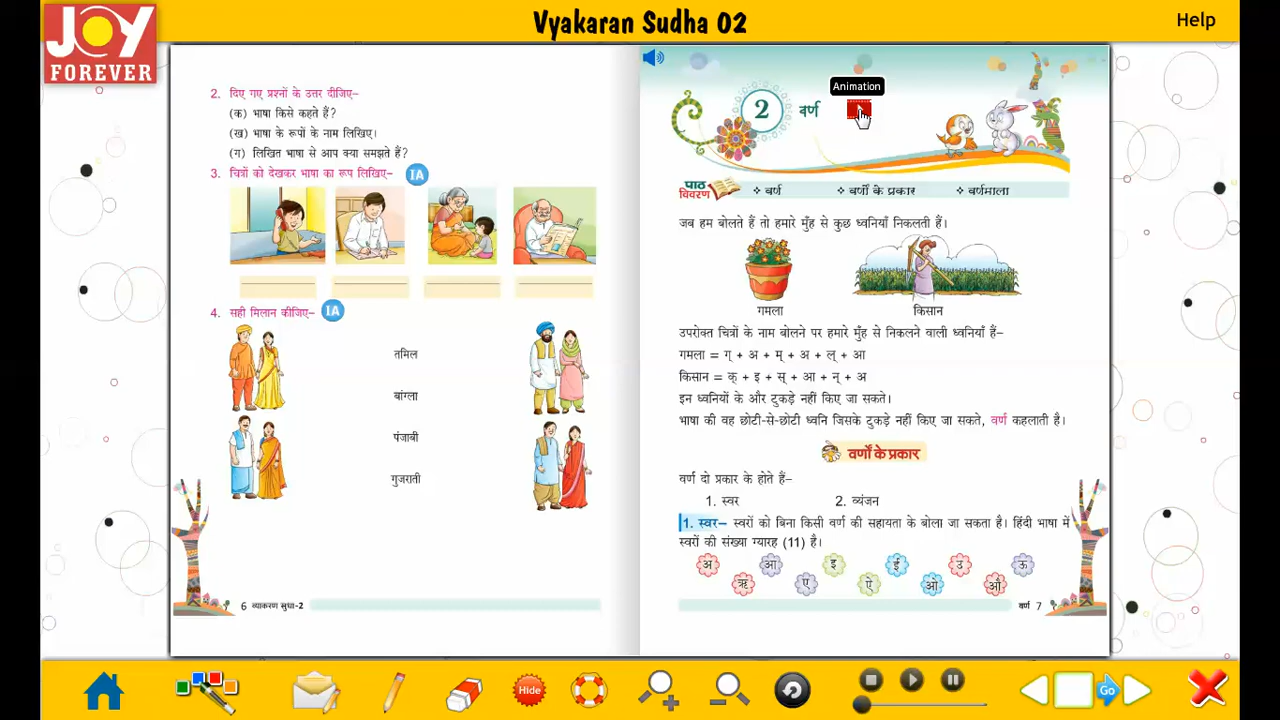 Vyakaran Sudha 02
Help
JOY
FOREVER
2. दिए गए प्रश्नों के उत्तर दीजिए–
(क) भाषा किसे कहते हैं?
(ख) भाषा के रूपों के नाम लिखिए।
(ग) लिखित भाषा से आप क्या समझते हैं?
3. चित्रों को देखकर भाषा का रूप लिखिए– IA
4. सही मिलान कीजिए– IA
तमिल
बांग्ला
पंजाबी
गुजराती
6 व्याकरण सुधा-2
Animation
2 वर्ण
पाठ विवरण
❖ वर्ण ❖ वर्णों के प्रकार ❖ वर्णमाला
जब हम बोलते हैं तो हमारे मुँह से कुछ ध्वनियाँ निकलती हैं।
गमला किसान
उपरोक्त चित्रों के नाम बोलने पर हमारे मुँह से निकलने वाली ध्वनियाँ हैं–
गमला = ग् + अ + म् + अ + ल् + आ
किसान = क् + इ + स् + आ + न् + अ
इन ध्वनियों के और टुकड़े नहीं किए जा सकते।
भाषा की वह छोटी-से-छोटी ध्वनि जिसके टुकड़े नहीं किए जा सकते, वर्ण कहलाता है।
वर्णों के प्रकार
वर्ण दो प्रकार के होते हैं–
1. स्वर 2. व्यंजन
1. स्वर– स्वरों को बिना किसी वर्ण की सहायता के बोला जा सकता है। हिंदी भाषा में
स्वरों की संख्या ग्यारह (11) है।
अ आ इ ई उ ऊ
ऋ ए ऐ ओ औ
वर्ण 7
Hide
Go